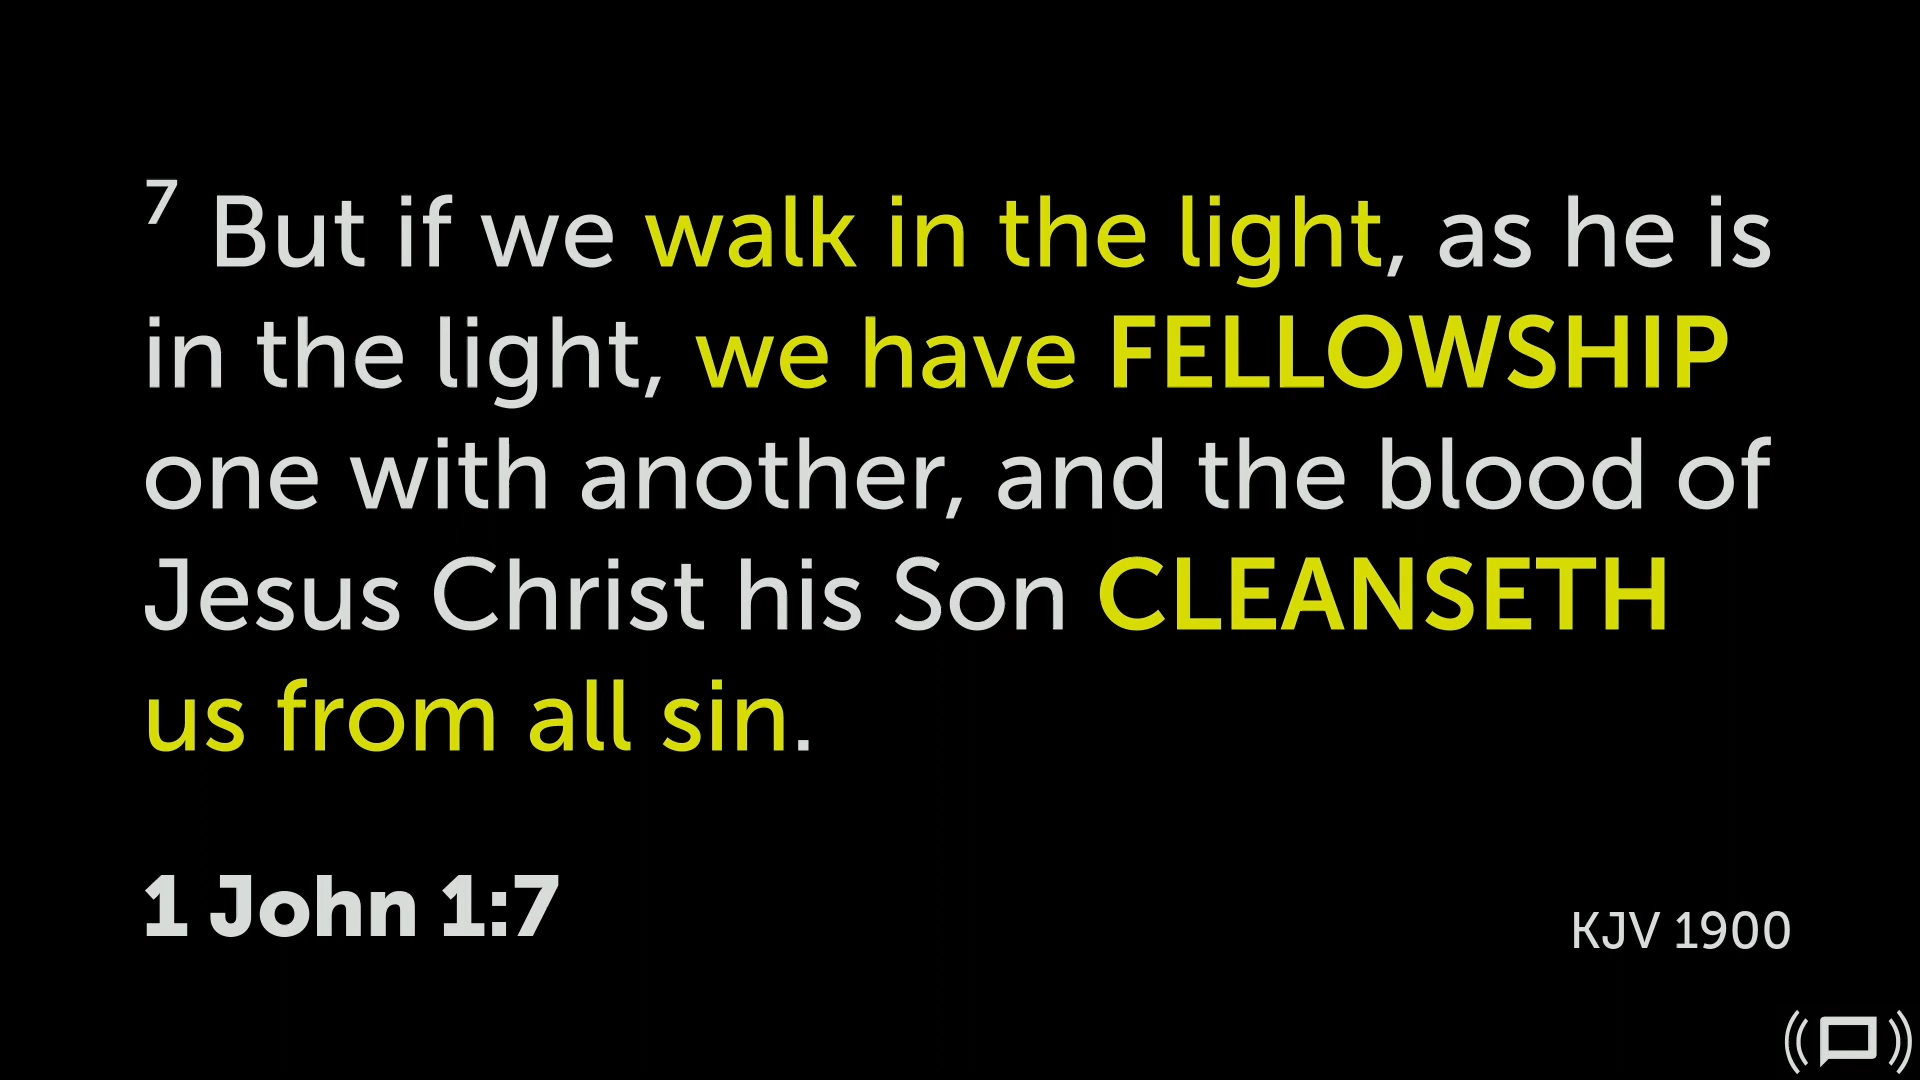 7 But if we walk in the light, as he is
in the light, we have FELLOWSHIP
one with another, and the blood of
Jesus Christ his Son CLEANSETH
us from all sin.
1 John 1:7
KJV 1900